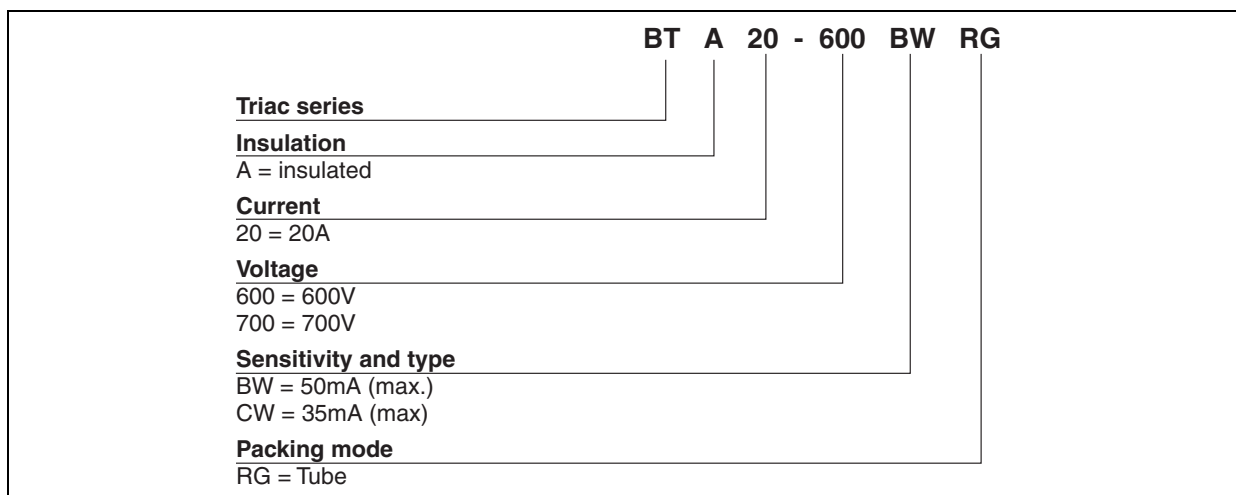 BT A 20 - 600 BW RG
Triac series
Insulation
A = insulated
Current
20 = 20A
Voltage
600 = 600V
700 = 700V
Sensitivity and type
BW = 50mA (max.)
CW = 35mA (max)
Packing mode
RG = Tube